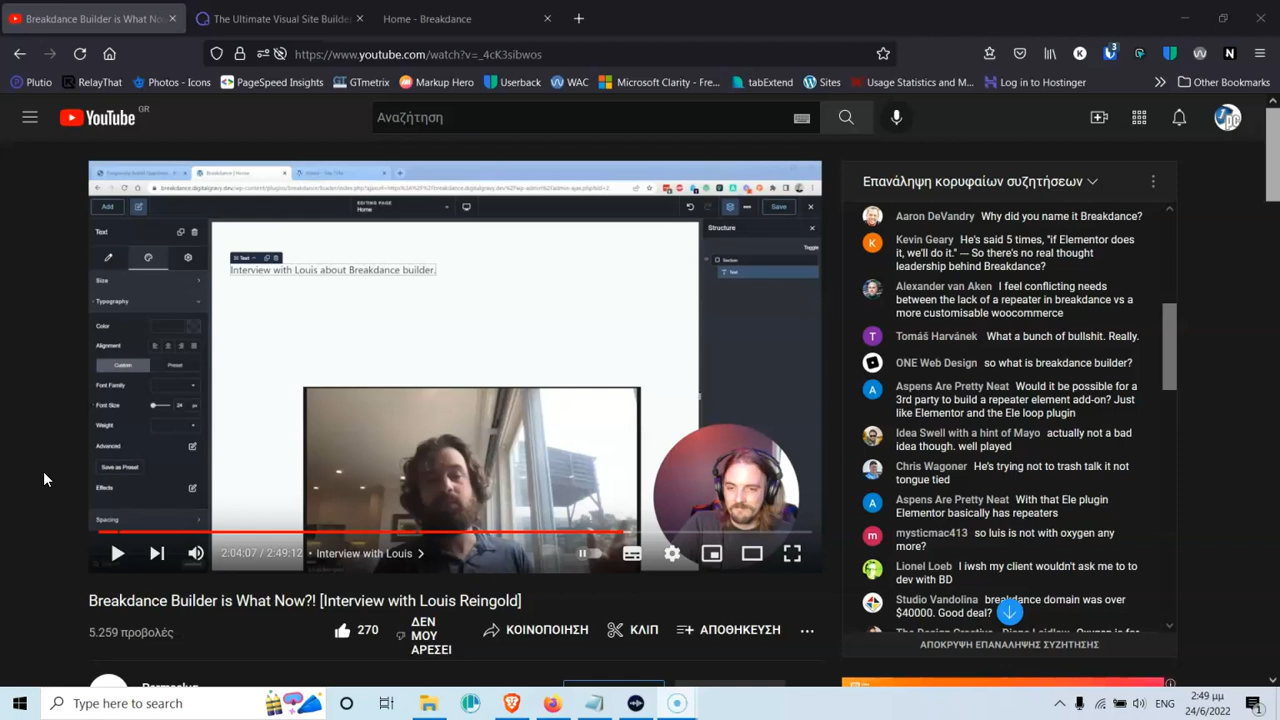 Breakdance Builder is What Now
The Ultimate Visual Site Builder
Home - Breakdance
https://www.youtube.com/watch?v=_4cK3sibwos
3
Plutio
RelayThat
Photos - Icons
PageSpeed Insights
GTmetrix
Markup Hero
Userback
WAC
Microsoft Clarity - Fre...
tabExtend
Sites
Usage Statistics and M...
Log in to Hostinger
Other Bookmarks
YouTube GR
Αναζήτηση
Breakdance | Home
Add
EDITING PAGE
Home
Save
Text
Structure
Toggle
Section
Text
Text
Interview with Louis about Breakdance builder.
Size
Typography
Color
Alignment
Custom
Preset
Font Family
Font Size
24
px
Weight
Advanced
Save as Preset
Effects
Spacing
2:04:07 / 2:49:12 • Interview with Louis
Breakdance Builder is What Now?! [Interview with Louis Reingold]
5.259 προβολές
270
ΔΕΝ
ΜΟΥ
ΑΡΕΣΕΙ
ΚΟΙΝΟΠΟΙΗΣΗ
ΚΛΙΠ
ΑΠΟΘΗΚΕΥΣΗ
Επανάληψη κορυφαίων συζητήσεων
Aaron DeVandry Why did you name it Breakdance?
Kevin Geary He's said 5 times, "if Elementor does
it, we'll do it." — So there's no real thought
leadership behind Breakdance?
Alexander van Aken I feel conflicting needs
between the lack of a repeater in breakdance vs a
more customisable woocommerce
Tomáš Harvánek What a bunch of bullshit. Really.
ONE Web Design so what is breakdance builder?
Aspens Are Pretty Neat Would it be possible for a
3rd party to build a repeater element add-on? Just
like Elementor and the Ele loop plugin
Idea Swell with a hint of Mayo actually not a bad
idea though. well played
Chris Wagoner He's trying not to trash talk it not
tongue tied
Aspens Are Pretty Neat With that Ele plugin
Elementor basically has repeaters
mysticmac413 so luis is not with oxygen any
more?
Lionel Loeb I iwsh my client wouldn't ask me to to
dev with BD
Studio Vandolina breakdance domain was over
$40000. Good deal?
ΑΠΟΚΡΥΨΗ ΕΠΑΝΑΛΗΨΗΣ ΣΥΖΗΤΗΣΗΣ
Type here to search
ENG
2:49 μμ
24/6/2022
1